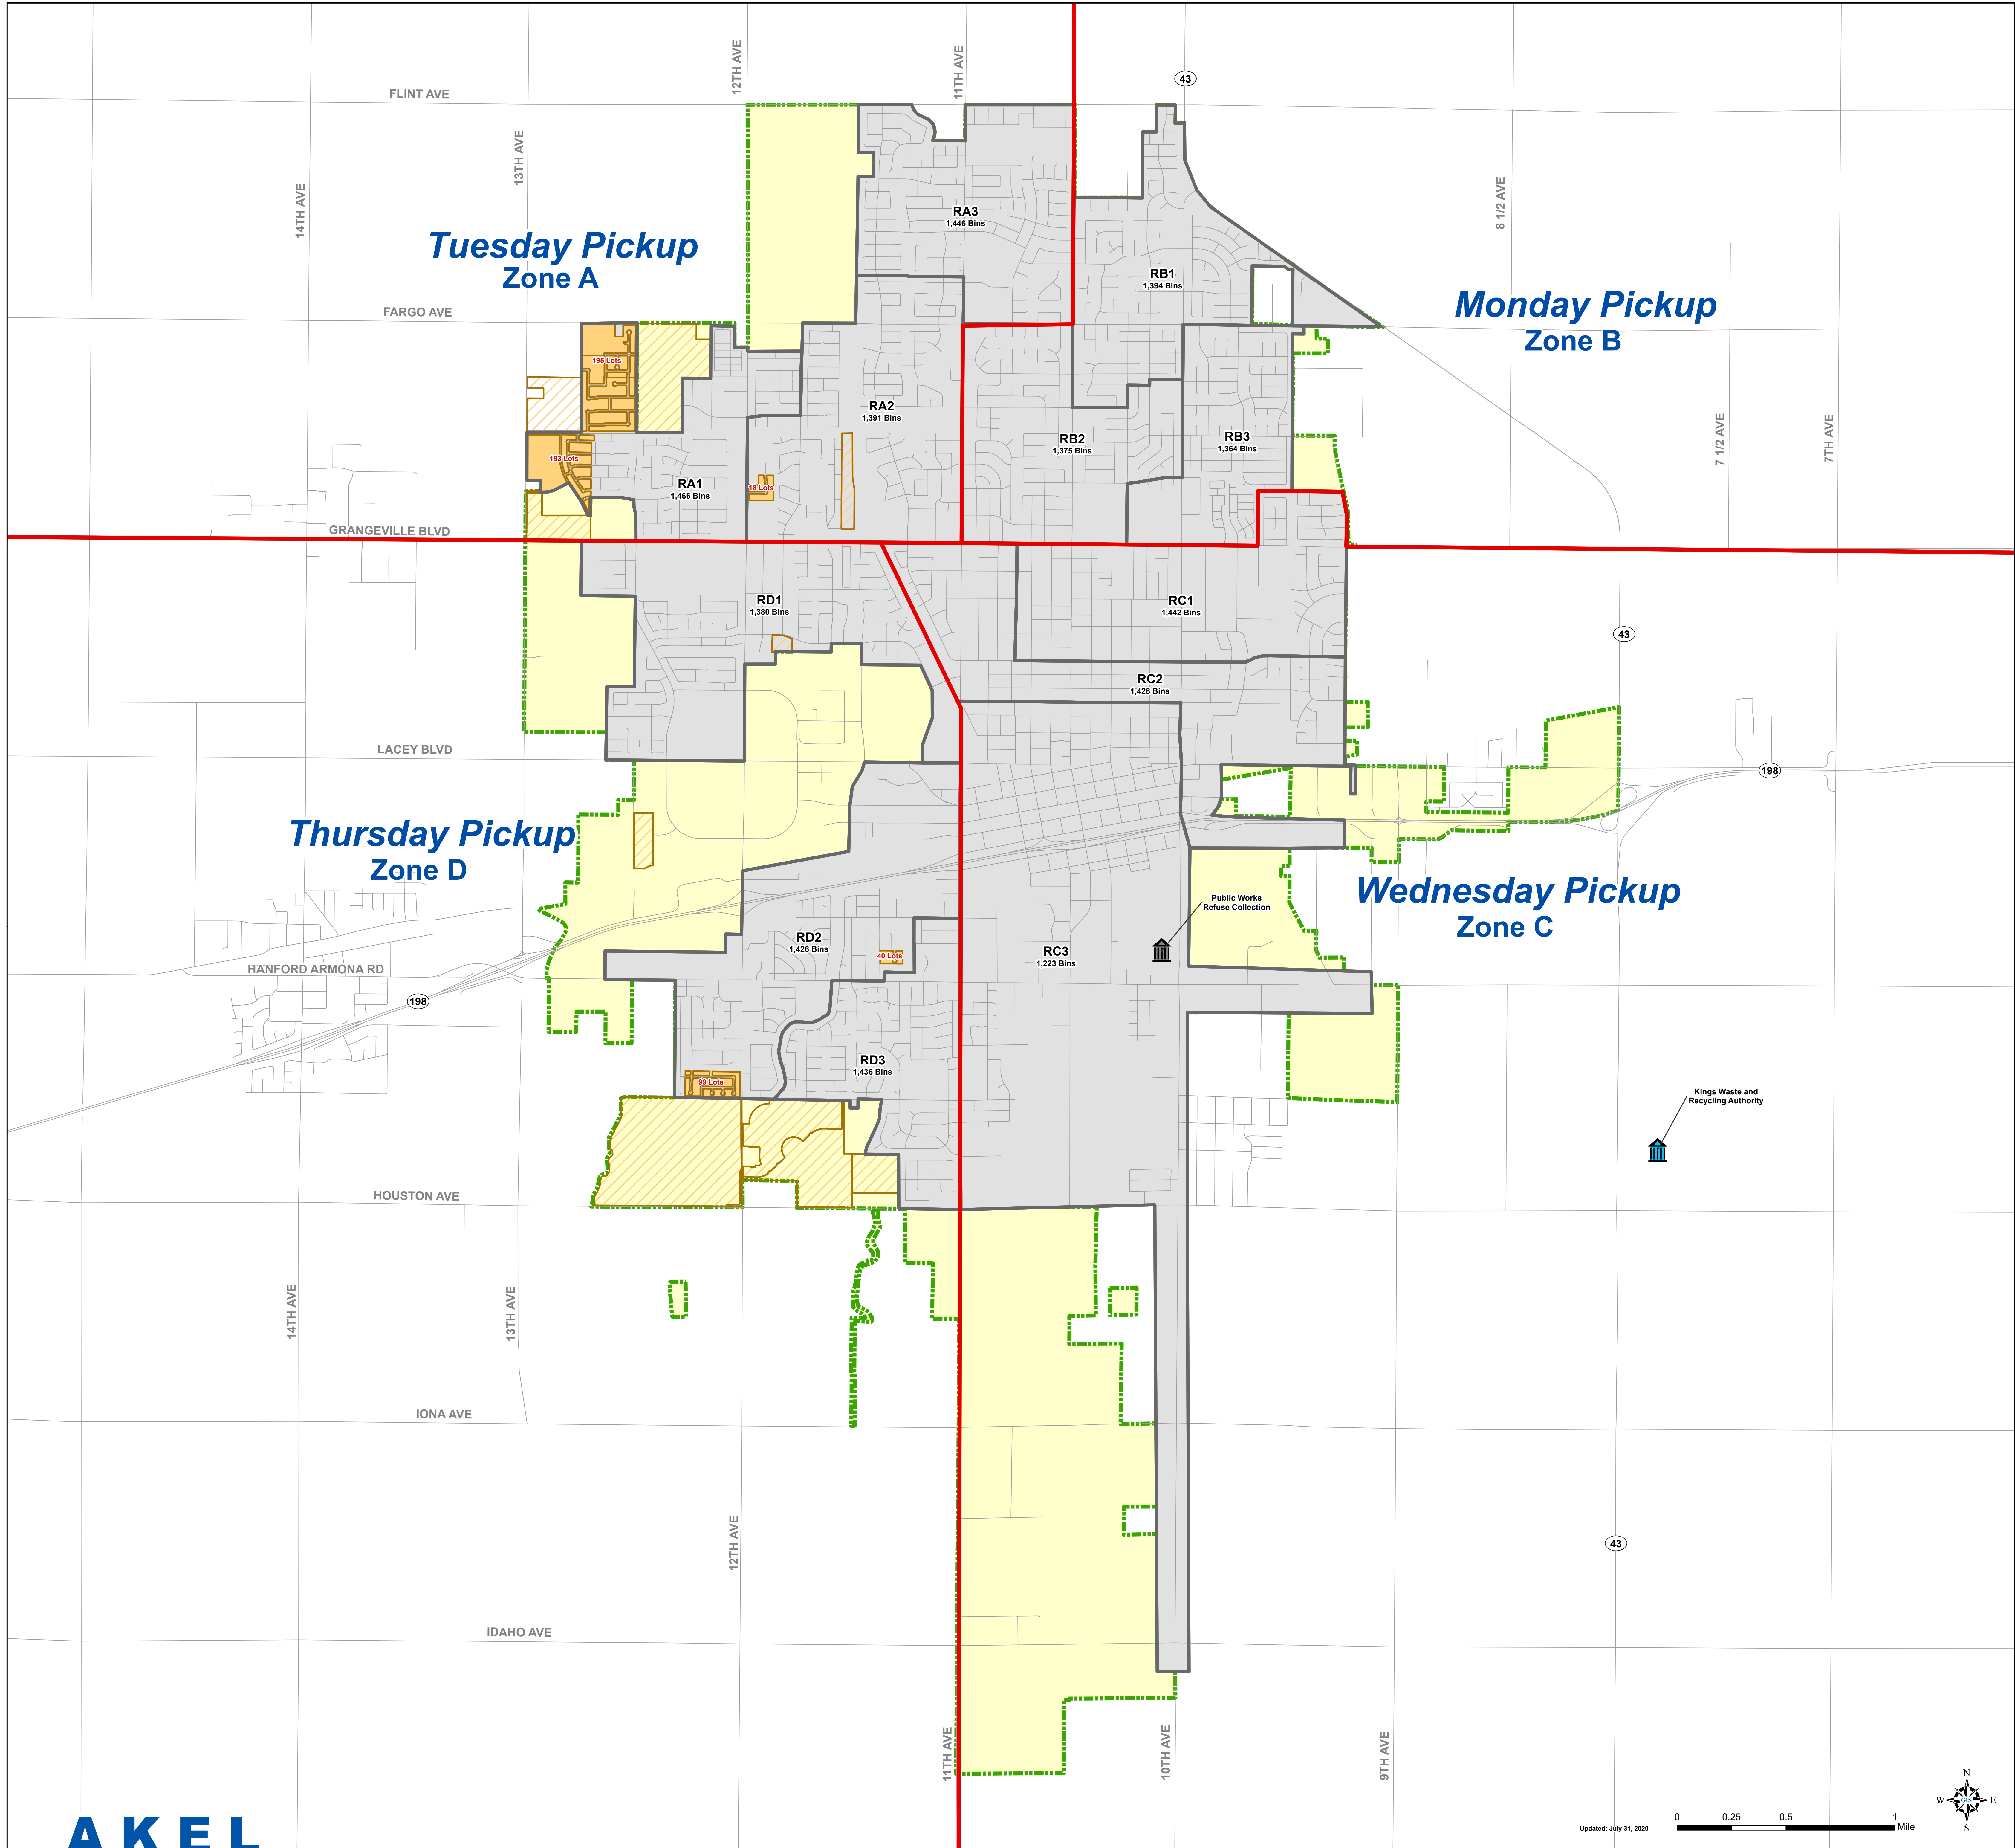 12TH AVE
11TH AVE
43
FLINT AVE
13TH AVE
14TH AVE
8 1/2 AVE
RA3
1,446 Bins
Tuesday Pickup
Zone A
RB1
1,394 Bins
Monday Pickup
Zone B
FARGO AVE
195 Lots
RA2
1,391 Bins
RB2
1,375 Bins
RB3
1,364 Bins
7 1/2 AVE
7TH AVE
193 Lots
RA1
1,466 Bins
18 Lots
GRANGEVILLE BLVD
RD1
1,380 Bins
RC1
1,442 Bins
43
RC2
1,428 Bins
LACEY BLVD
198
Thursday Pickup
Zone D
Wednesday Pickup
Zone C
Public Works
Refuse Collection
RD2
1,426 Bins
40 Lots
RC3
1,223 Bins
HANFORD ARMONA RD
198
RD3
1,436 Bins
99 Lots
Kings Waste and
Recycling Authority
HOUSTON AVE
14TH AVE
13TH AVE
IONA AVE
12TH AVE
43
IDAHO AVE
11TH AVE
10TH AVE
9TH AVE
N
W
GIS
E
S
0
0.25
0.5
1
Mile
Updated: July 31, 2020
AKEL